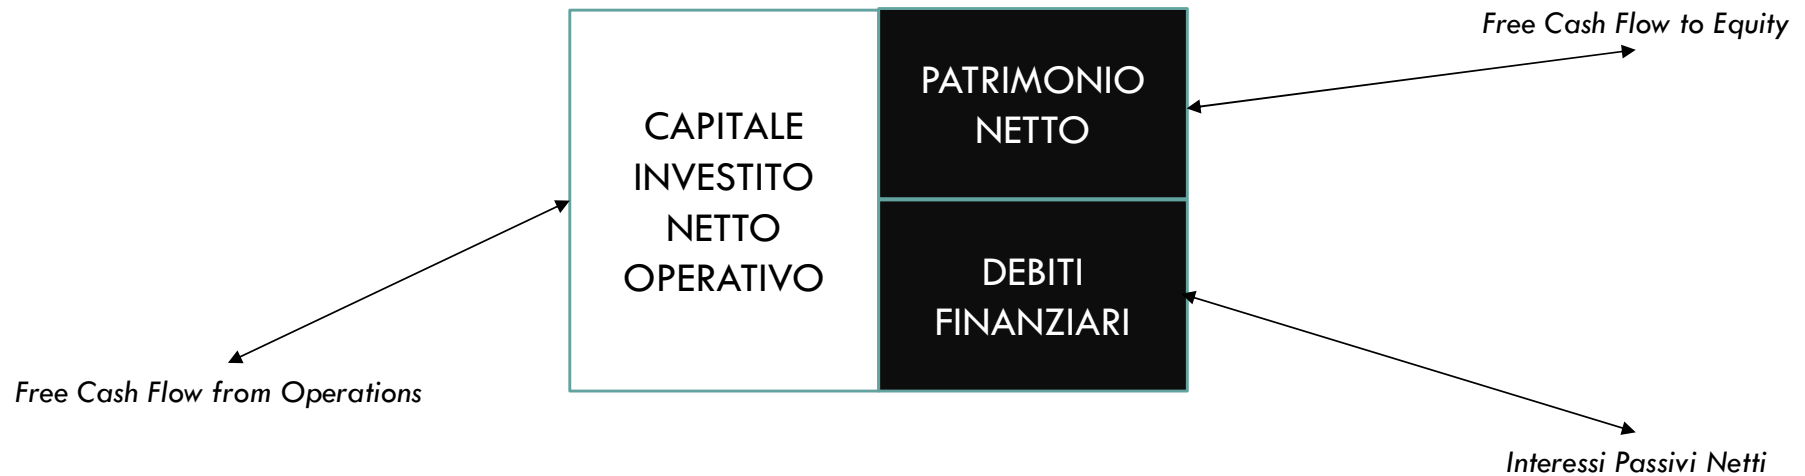 Free Cash Flow to Equity
PATRIMONIO
NETTO
CAPITALE
INVESTITO
NETTO
OPERATIVO
DEBITI
FINANZIARI
Free Cash Flow from Operations
Interessi Passivi Netti